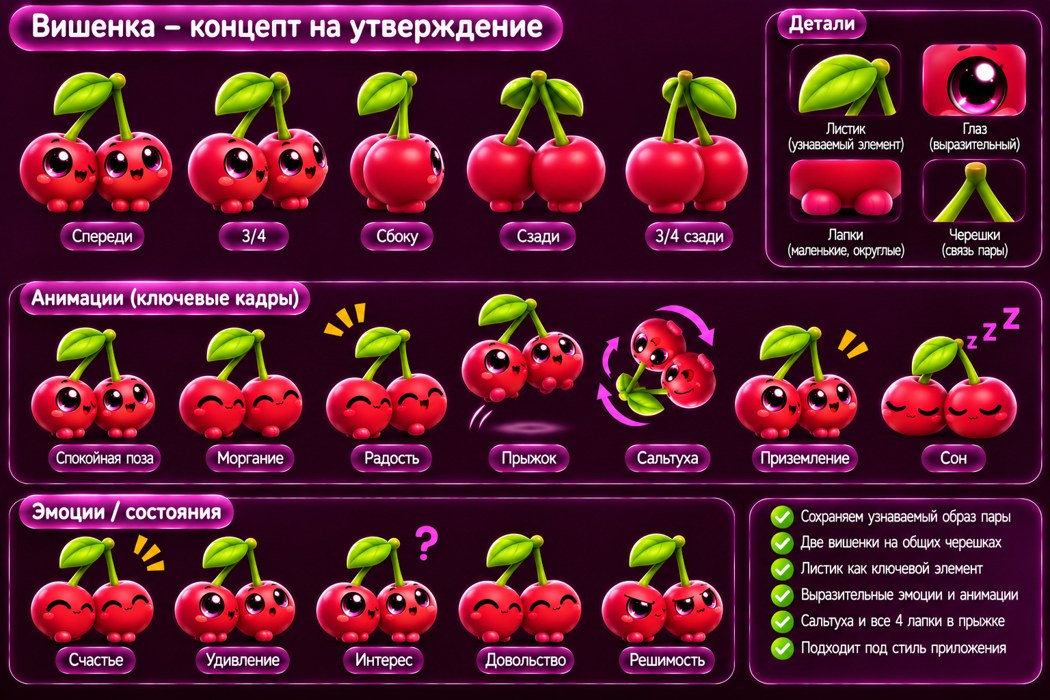 Вишенка – концепт на утверждение
Спереди
3/4
Сбоку
Сзади
3/4 сзади
Детали
Листик
(узнаваемый элемент)
Глаз
(выразительный)
Лапки
(маленькие, округлые)
Черешки
(связь пары)
Анимации (ключевые кадры)
z z z
Спокойная поза
Моргание
Радость
Прыжок
Сальтуха
Приземление
Сон
Эмоции / состояния
?
Счастье
Удивление
Интерес
Довольство
Решимость
Сохраняем узнаваемый образ пары
Две вишенки на общих черешках
Листик как ключевой элемент
Выразительные эмоции и анимации
Сальтуха и все 4 лапки в прыжке
Подходит под стиль приложения